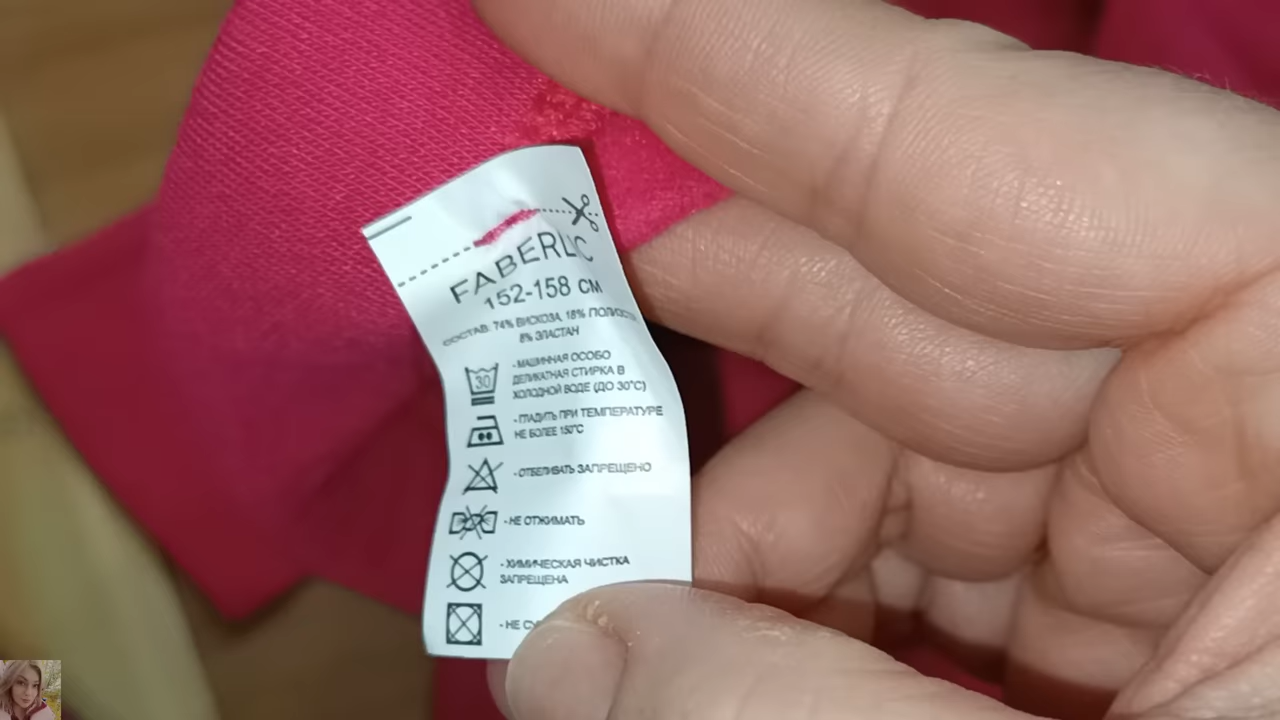 FABERLIC
152-158 СМ
СОСТАВ: 74% ВИСКОЗА, 18% ПОЛИЭСТ
8% ЭЛАСТАН
30
- МАШИННАЯ ОСОБО
ДЕЛИКАТНАЯ СТИРКА В
ХОЛОДНОЙ ВОДЕ (ДО 30°C)
- ГЛАДИТЬ ПРИ ТЕМПЕРАТУРЕ
НЕ БОЛЕЕ 150°C
- ОТБЕЛИВАТЬ ЗАПРЕЩЕНО
- НЕ ОТЖИМАТЬ
- ХИМИЧЕСКАЯ ЧИСТКА
ЗАПРЕЩЕНА
- НЕ